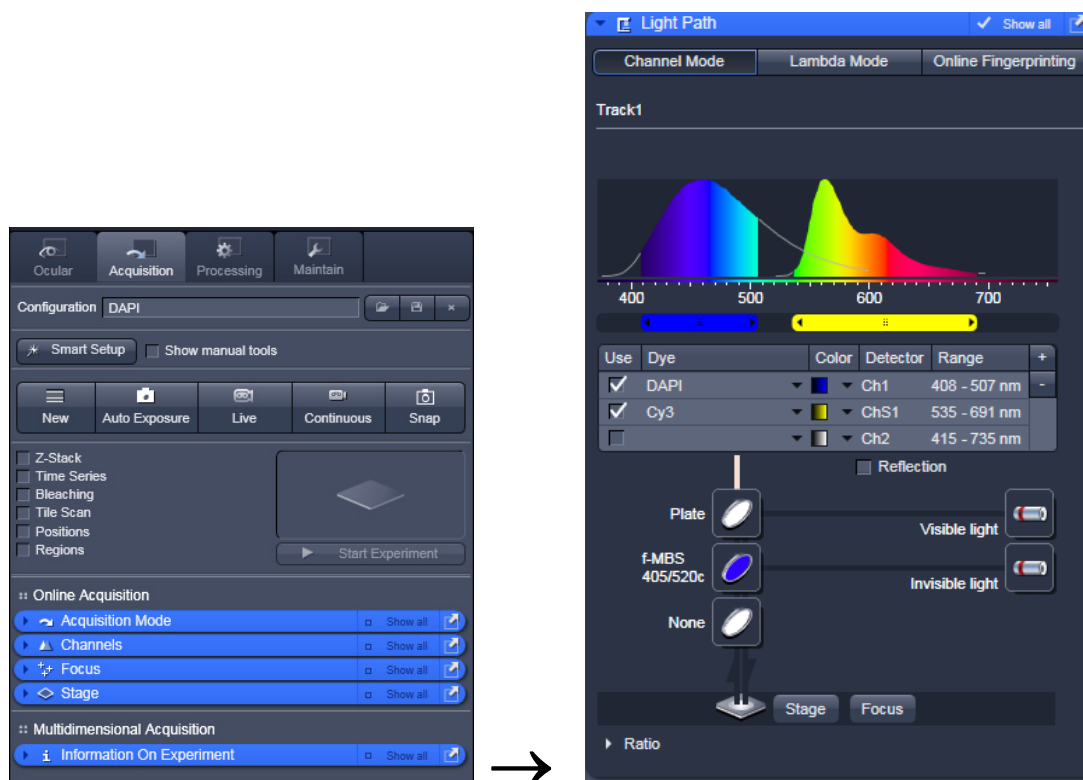 Ocular Acquisition Processing Maintain
Configuration DAPI
Smart Setup Show manual tools
New Auto Exposure Live Continuous Snap
Z-Stack
Time Series
Bleaching
Tile Scan
Positions
Regions
Start Experiment
Online Acquisition
Acquisition Mode Show all
Channels Show all
Focus Show all
Stage Show all
Multidimensional Acquisition
Information On Experiment Show all
Light Path Show all
Channel Mode Lambda Mode Online Fingerprinting
Track1
400 500 600 700
Use Dye Color Detector Range +
DAPI Ch1 408 - 507 nm -
Cy3 ChS1 535 - 691 nm
Ch2 415 - 735 nm
Reflection
Plate Visible light
f-MBS
405/520c Invisible light
None
Stage Focus
Ratio